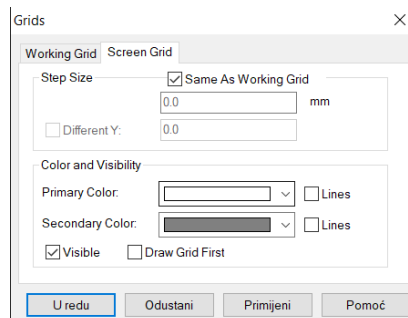 Grids
Working Grid Screen Grid
Step Size Same As Working Grid
0.0 mm
Different Y: 0.0
Color and Visibility
Primary Color: Lines
Secondary Color: Lines
Visible Draw Grid First
U redu Odustani Primijeni Pomoć